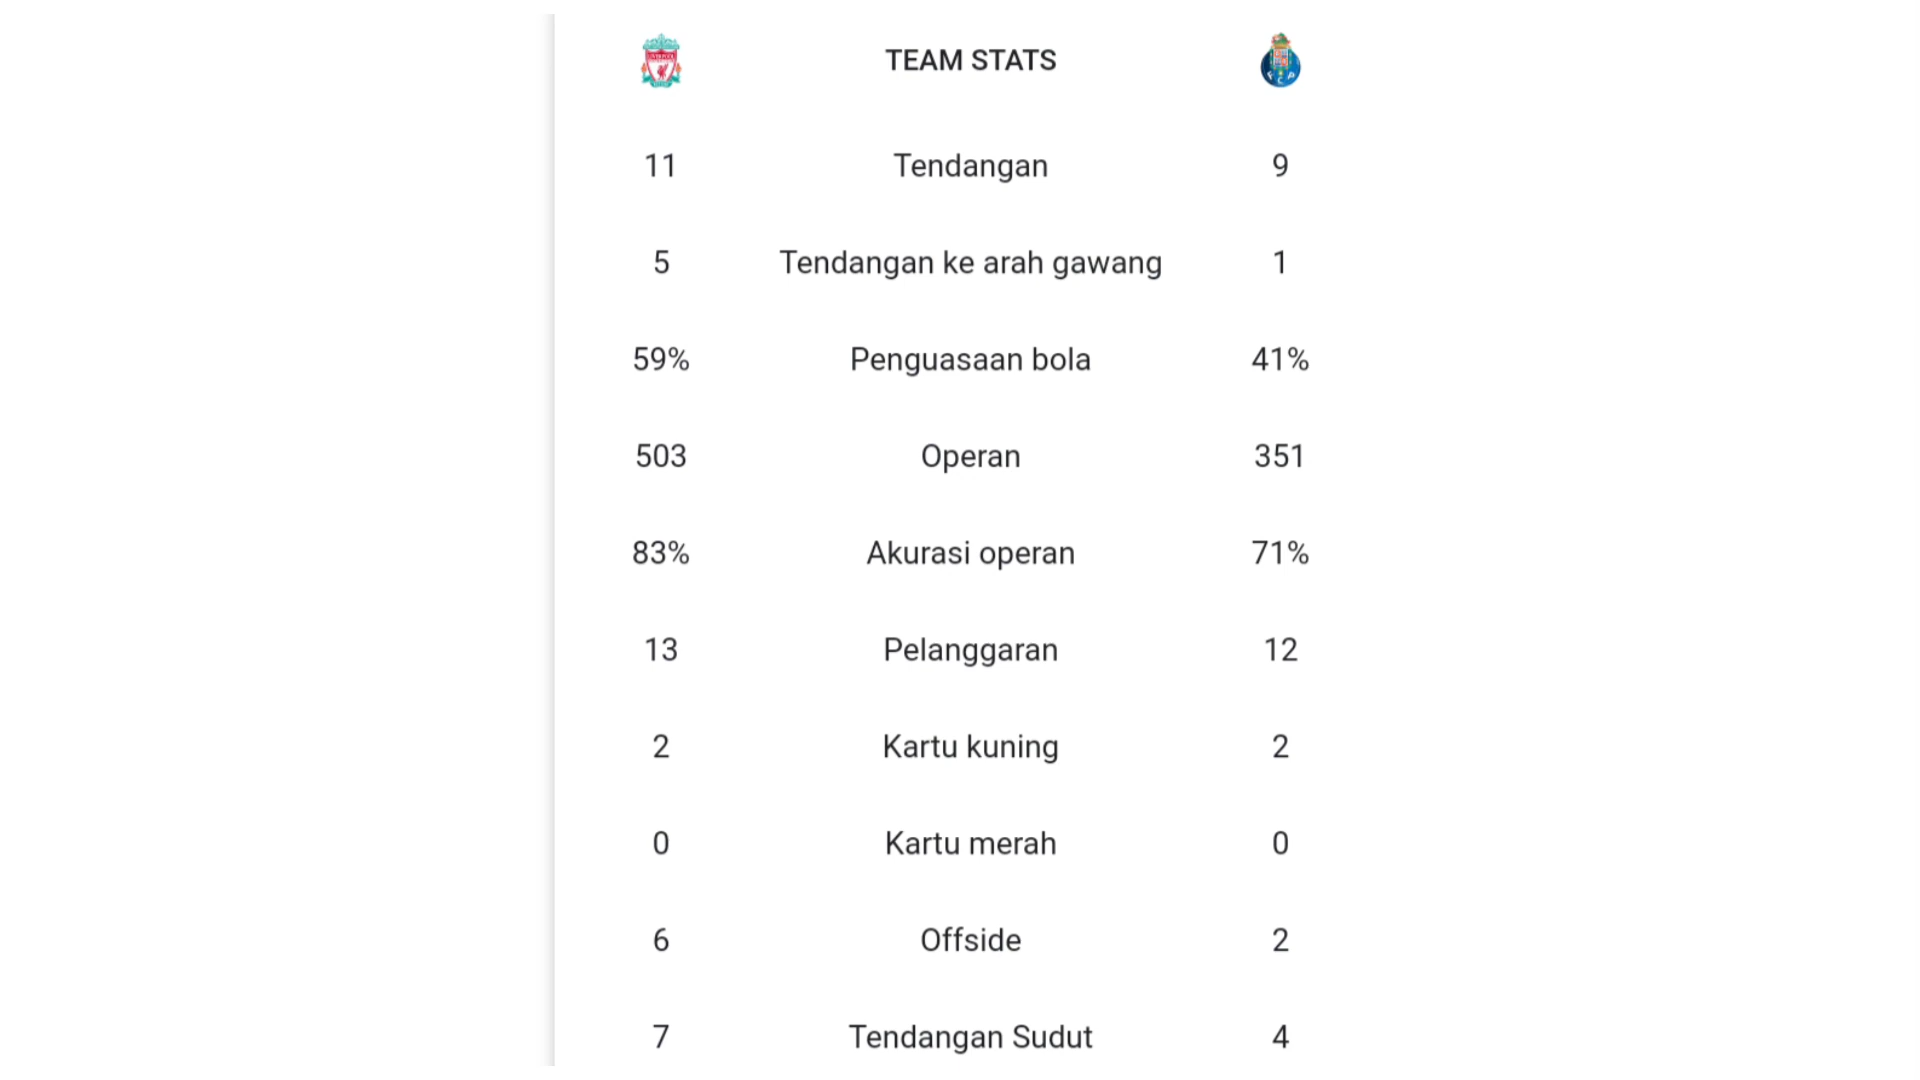 TEAM STATS
11 Tendangan 9
5 Tendangan ke arah gawang 1
59% Penguasaan bola 41%
503 Operan 351
83% Akurasi operan 71%
13 Pelanggaran 12
2 Kartu kuning 2
0 Kartu merah 0
6 Offside 2
7 Tendangan Sudut 4